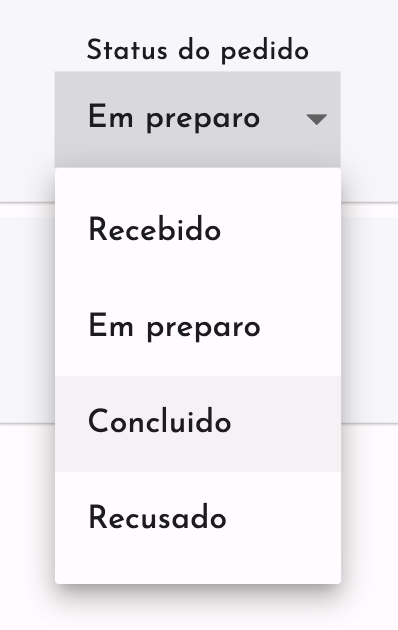 Status do pedido
Em preparo
Recebido
Em preparo
Concluido
Recusado